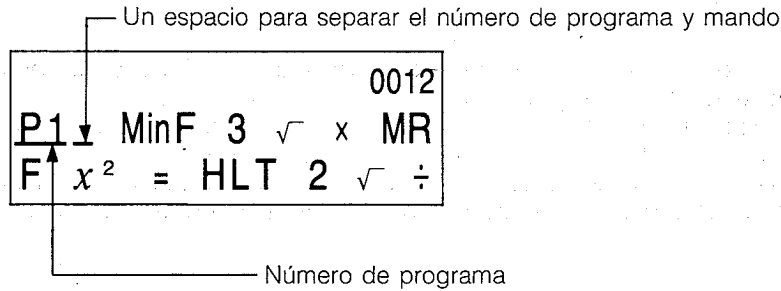 Un espacio para separar el número de programa y mando
0012
P1 MinF 3 √ × MR
F x² = HLT 2 √ ÷
Número de programa